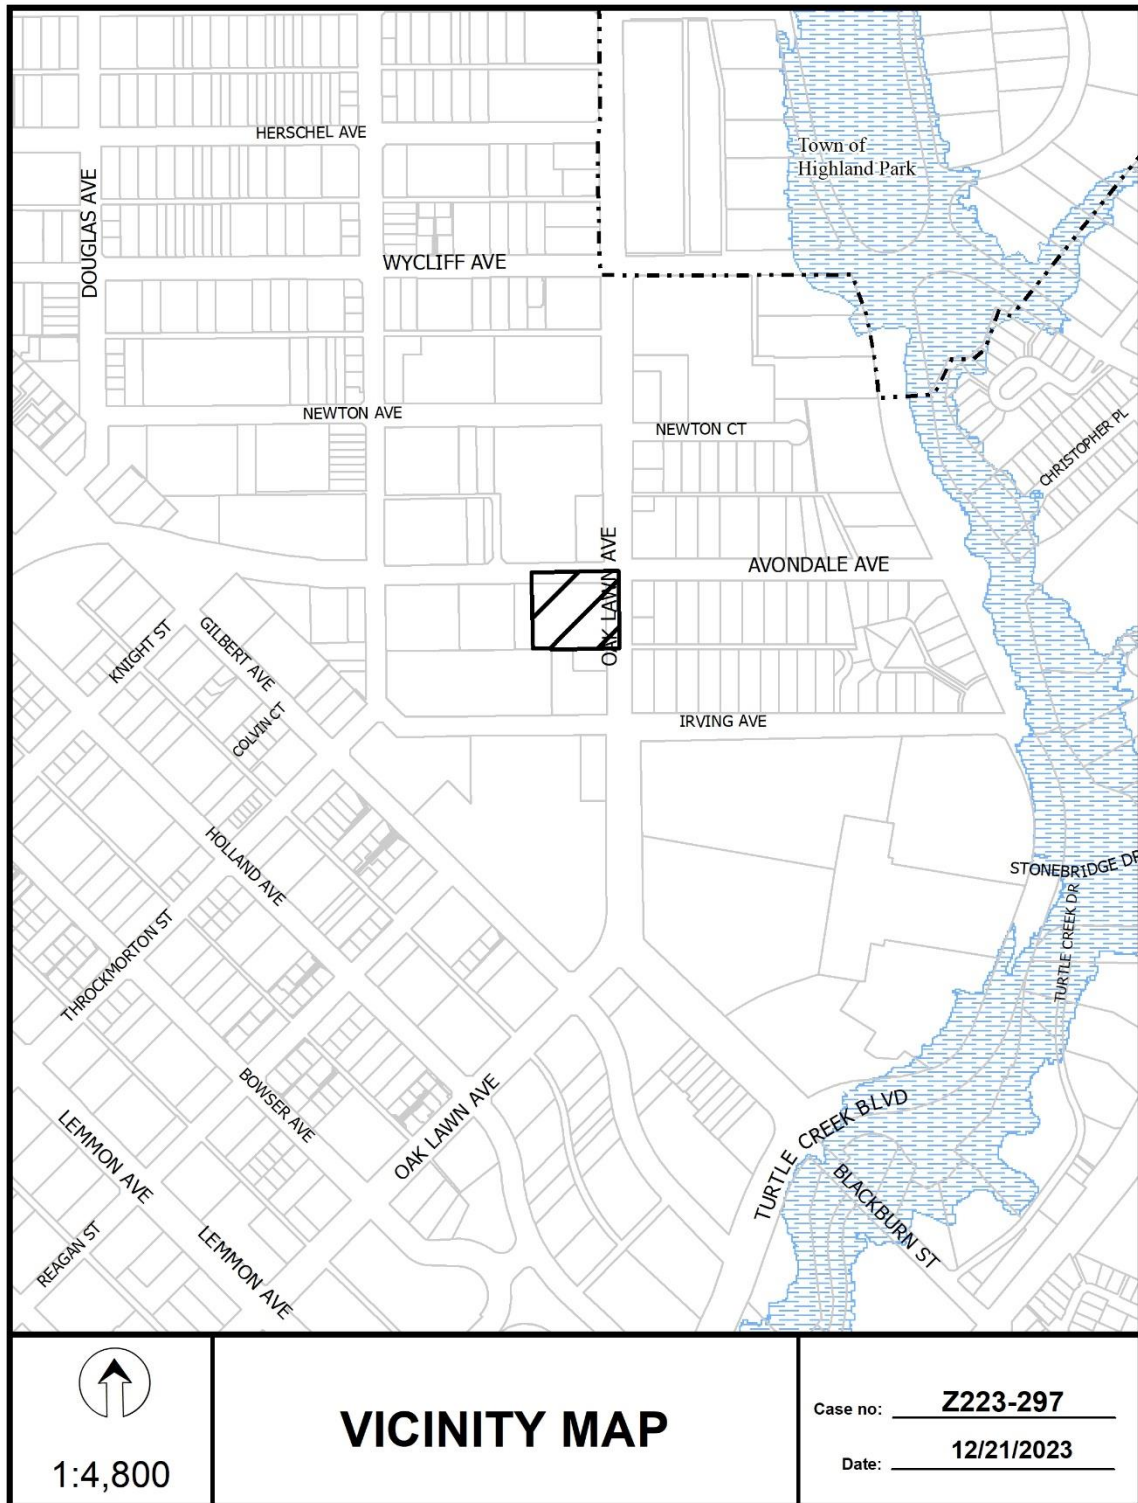 Town of
Highland Park
HERSCHEL AVE
DOUGLAS AVE
WYCLIFF AVE
NEWTON AVE
NEWTON CT
CHRISTOPHER PL
OAK LAWN AVE
AVONDALE AVE
KNIGHT ST
GILBERT AVE
COLVIN CT
IRVING AVE
HOLLAND AVE
STONEBRIDGE DR
TURTLE CREEK DR
THROCKMORTON ST
BOWSER AVE
OAK LAWN AVE
TURTLE CREEK BLVD
LEMMON AVE
BLACKBURN ST
REAGAN ST
LEMMON AVE
1:4,800
VICINITY MAP
Case no: Z223-297
Date: 12/21/2023